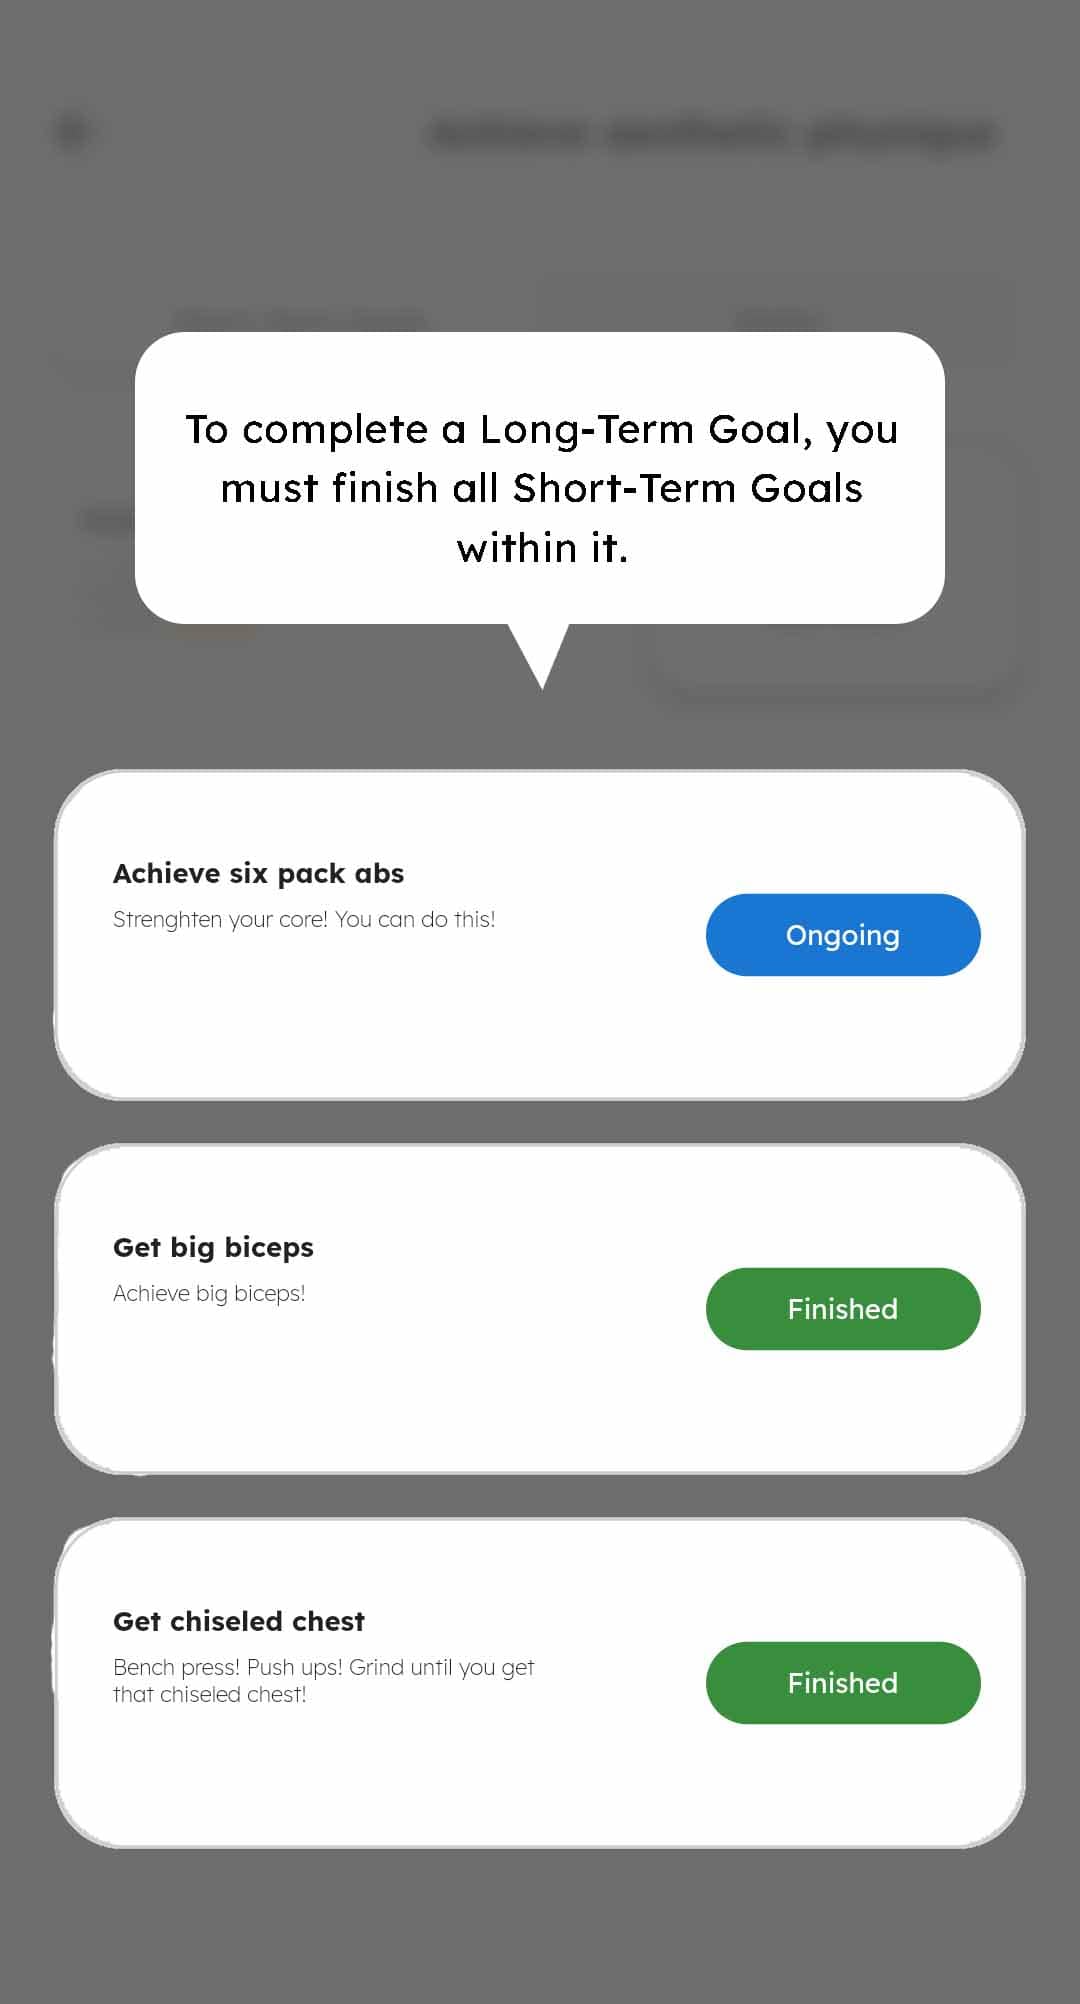 To complete a Long-Term Goal, you
must finish all Short-Term Goals
within it.
Achieve six pack abs
Strenghten your core! You can do this!
Ongoing
Get big biceps
Achieve big biceps!
Finished
Get chiseled chest
Bench press! Push ups! Grind until you get
that chiseled chest!
Finished